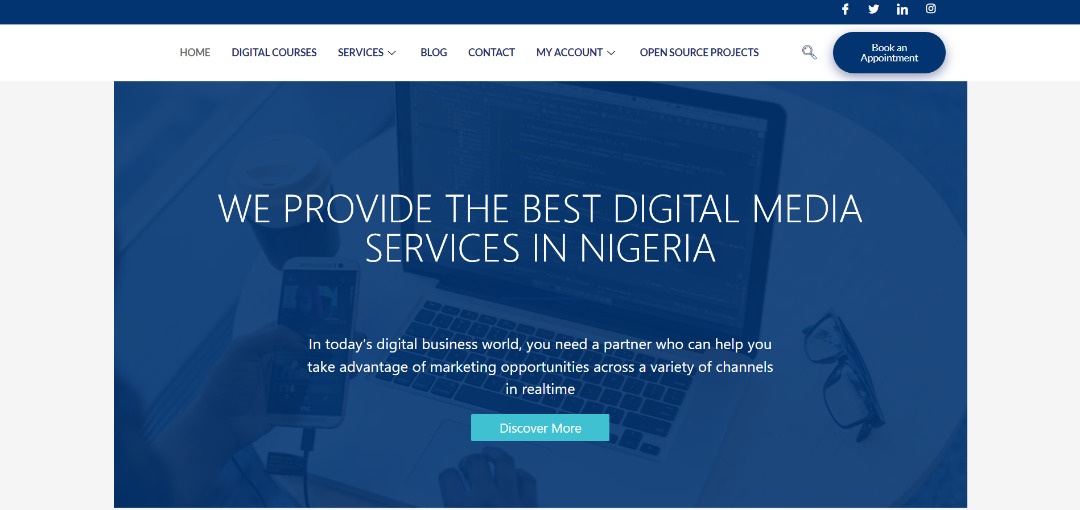 HOME DIGITAL COURSES SERVICES BLOG CONTACT MY ACCOUNT OPEN SOURCE PROJECTS
Book an
Appointment
WE PROVIDE THE BEST DIGITAL MEDIA
SERVICES IN NIGERIA
In today's digital business world, you need a partner who can help you
take advantage of marketing opportunities across a variety of channels
in realtime
Discover More